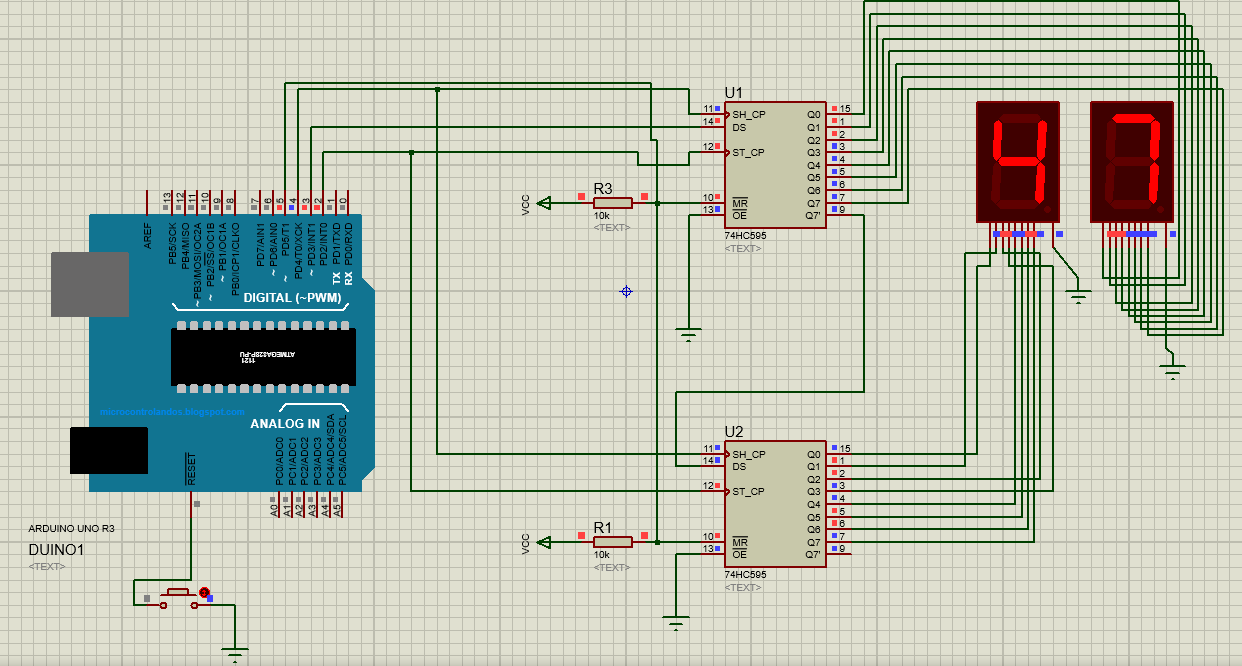 U1
11
14
12
10
13
SH_CP
DS
ST_CP
MR
OE
Q0
Q1
Q2
Q3
Q4
Q5
Q6
Q7
Q7'
15
1
2
3
4
5
6
7
9
74HC595
<TEXT>
VCC
R3
10k
<TEXT>
AREF
13
12
11
10
9
8
7
6
5
4
3
2
1
0
PB5/SCK
PB4/MISO
PB3/MOSI/OC2A
PB2/SS/OC1B
PB1/OC1A
PB0/ICP1/CLKO
PD7/AIN1
PD6/AIN0
PD5/T1
PD4/T0/XCK
PD3/INT1
PD2/INT0
PD1/TXD
PD0/RXD
~
~
~
~
~
~
TX
RX
DIGITAL (~PWM)
ATMEGA328P-PU
1121
microcontrolandos.blogspot.com
ANALOG IN
RESET
PC0/ADC0
PC1/ADC1
PC2/ADC2
PC3/ADC3
PC4/ADC4/SDA
PC5/ADC5/SCL
A0
A1
A2
A3
A4
A5
ARDUINO UNO R3
DUINO1
<TEXT>
U2
11
14
12
10
13
SH_CP
DS
ST_CP
MR
OE
Q0
Q1
Q2
Q3
Q4
Q5
Q6
Q7
Q7'
15
1
2
3
4
5
6
7
9
74HC595
<TEXT>
VCC
R1
10k
<TEXT>
4
7